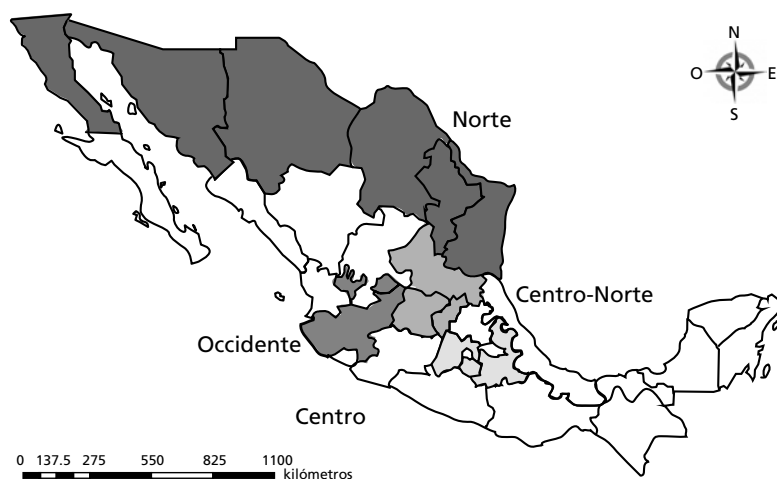 N
O E
S
Norte
Centro-Norte
Occidente
Centro
0 137.5 275 550 825 1100
kilómetros